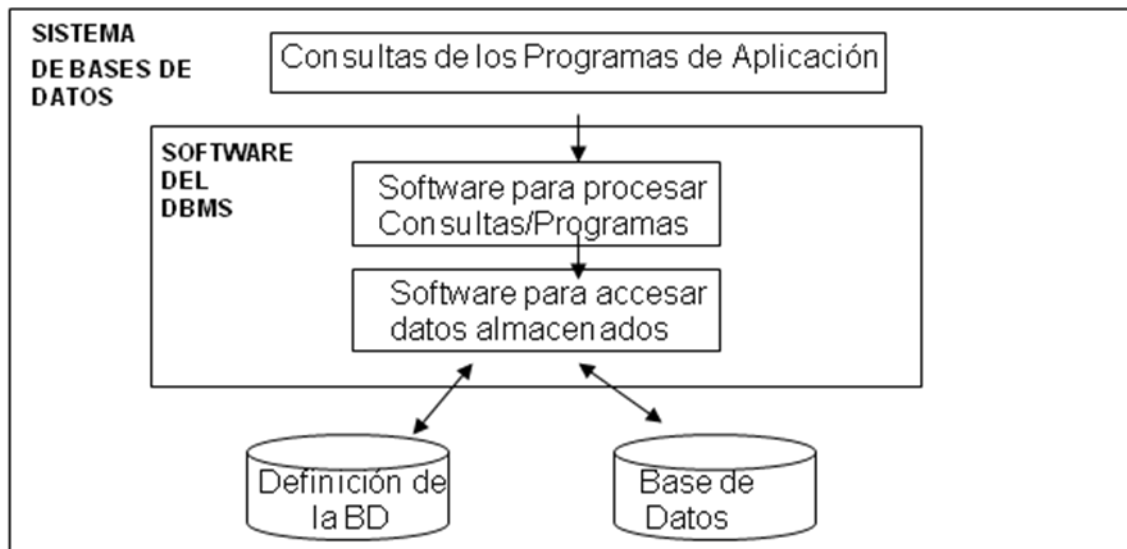 SISTEMA
DE BASES DE
DATOS
Consultas de los Programas de Aplicación
SOFTWARE
DEL
DBMS
Software para procesar
Consultas/Programas
Software para accesar
datos almacenados
Definición de
la BD
Base de
Datos